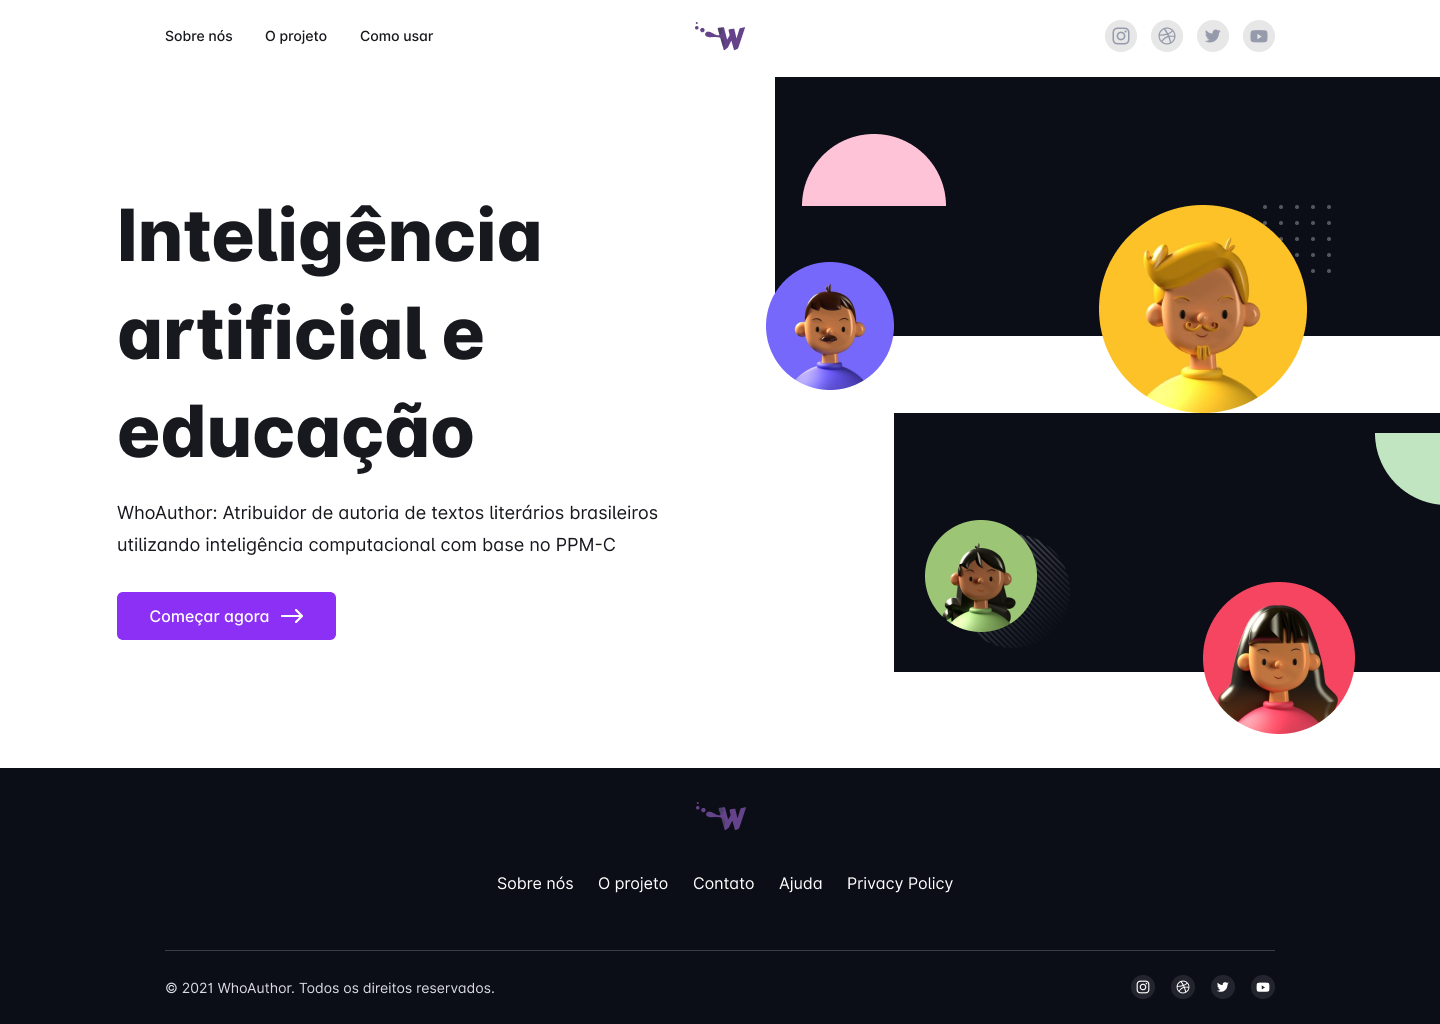 Sobre nós O projeto Como usar
W
Inteligência
artificial e
educação
WhoAuthor: Atribuidor de autoria de textos literários brasileiros
utilizando inteligência computacional com base no PPM-C
Começar agora
W
Sobre nós O projeto Contato Ajuda Privacy Policy
© 2021 WhoAuthor. Todos os direitos reservados.